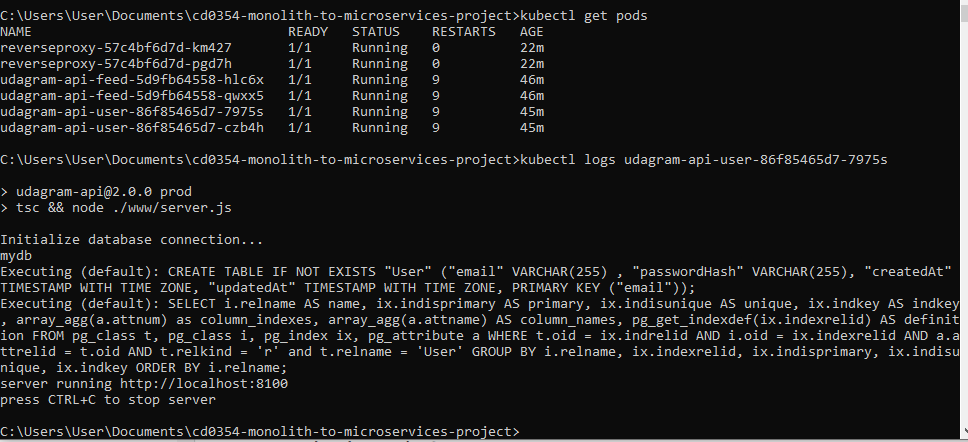 C:\Users\User\Documents\cd0354-monolith-to-microservices-project>kubectl get pods
NAME READY STATUS RESTARTS AGE
reverseproxy-57c4bf6d7d-km427 1/1 Running 0 22m
reverseproxy-57c4bf6d7d-pgd7h 1/1 Running 0 22m
udagram-api-feed-5d9fb64558-hlc6x 1/1 Running 9 46m
udagram-api-feed-5d9fb64558-qwxx5 1/1 Running 9 46m
udagram-api-user-86f85465d7-7975s 1/1 Running 9 45m
udagram-api-user-86f85465d7-czb4h 1/1 Running 9 45m
C:\Users\User\Documents\cd0354-monolith-to-microservices-project>kubectl logs udagram-api-user-86f85465d7-7975s
> udagram-api@2.0.0 prod
> tsc && node ./www/server.js
Initialize database connection...
mydb
Executing (default): CREATE TABLE IF NOT EXISTS "User" ("email" VARCHAR(255) , "passwordHash" VARCHAR(255), "createdAt"
TIMESTAMP WITH TIME ZONE, "updatedAt" TIMESTAMP WITH TIME ZONE, PRIMARY KEY ("email"));
Executing (default): SELECT i.relname AS name, ix.indisprimary AS primary, ix.indisunique AS unique, ix.indkey AS indkey
, array_agg(a.attnum) as column_indexes, array_agg(a.attname) AS column_names, pg_get_indexdef(ix.indexrelid) AS definit
ion FROM pg_class t, pg_class i, pg_index ix, pg_attribute a WHERE t.oid = ix.indrelid AND i.oid = ix.indexrelid AND a.a
ttrelid = t.oid AND t.relkind = 'r' and t.relname = 'User' GROUP BY i.relname, ix.indexrelid, ix.indisprimary, ix.indisu
nique, ix.indkey ORDER BY i.relname;
server running http://localhost:8100
press CTRL+C to stop server
C:\Users\User\Documents\cd0354-monolith-to-microservices-project>